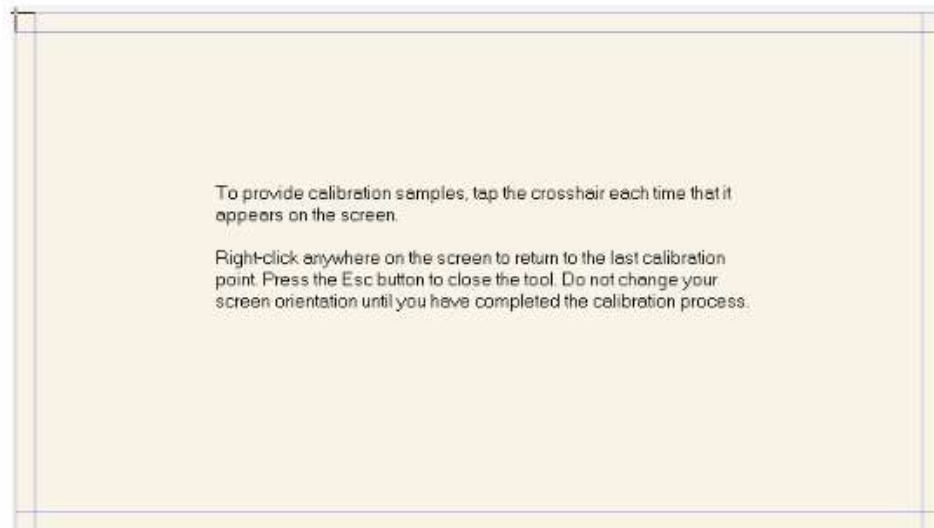 To provide calibration samples, tap the crosshair each time that it
appears on the screen.
Right-click anywhere on the screen to return to the last calibration
point. Press the Esc button to close the tool. Do not change your
screen orientation until you have completed the calibration process.